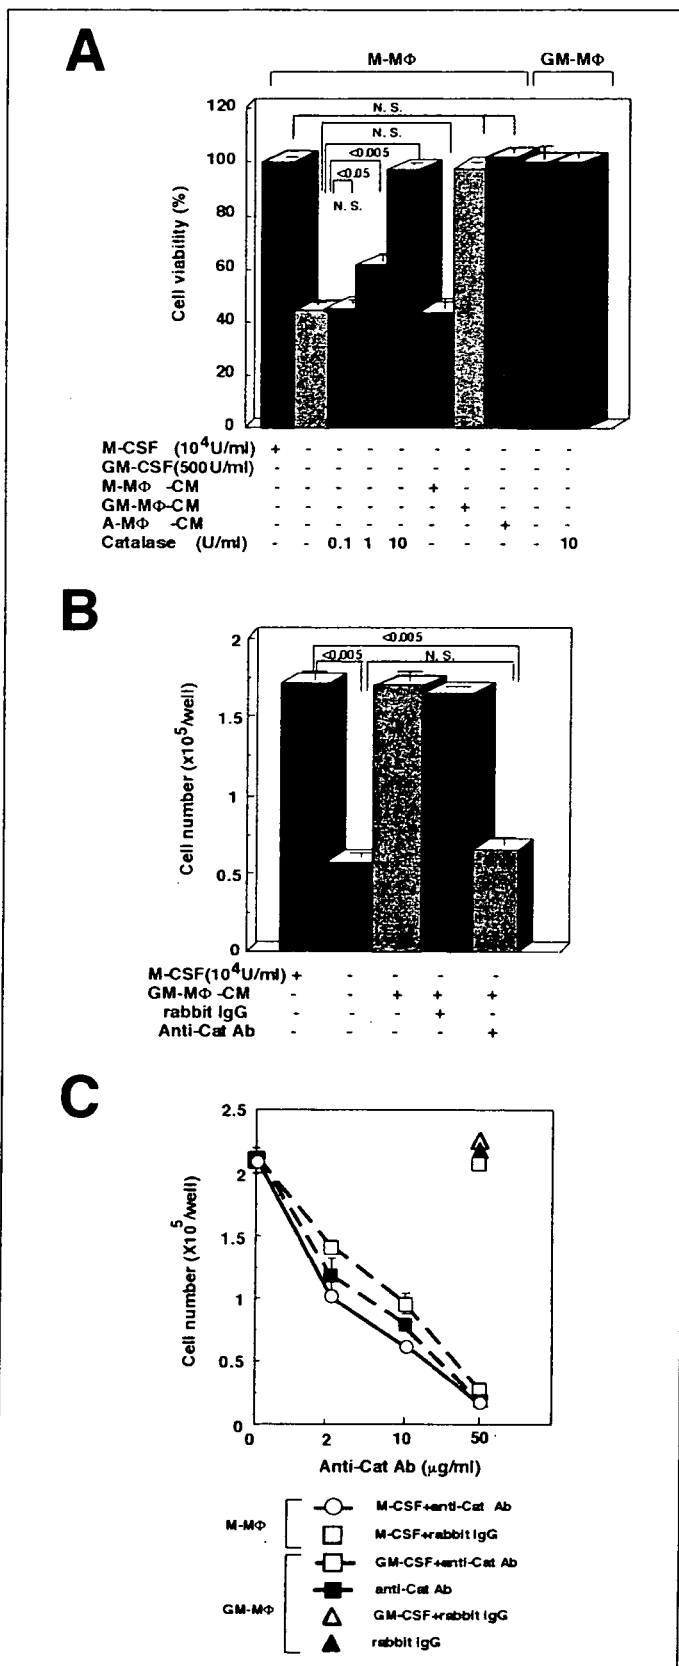 A
M-MΦ GM-MΦ
N. S.
N. S.
<0.005
<0.05
N. S.
Cell viability (%)
120
100
80
60
40
20
0
M-CSF (10⁴U/ml) + - - - - - - - - -
GM-CSF(500U/ml) - - - - - - - - - -
M-MΦ -CM - - - - - + - - - -
GM-MΦ-CM - - - - - - + - - -
A-MΦ -CM - - - - - - - + - -
Catalase (U/ml) - - 0.1 1 10 - - - - 10
B
<0.005
<0.005 N. S.
Cell number (x10⁵/well)
2
1.5
1
0.5
0
M-CSF(10⁴U/ml) + - - - -
GM-MΦ-CM - - + + +
rabbit IgG - - - + -
Anti-Cat Ab - - - - +
C
Cell number (X10⁵/well)
2.5
2
1.5
1
0.5
0
0 2 10 50
Anti-Cat Ab (µg/ml)
M-MΦ
M-CSF+anti-Cat Ab
M-CSF+rabbit IgG
GM-MΦ
GM-CSF+anti-Cat Ab
anti-Cat Ab
GM-CSF+rabbit IgG
rabbit IgG